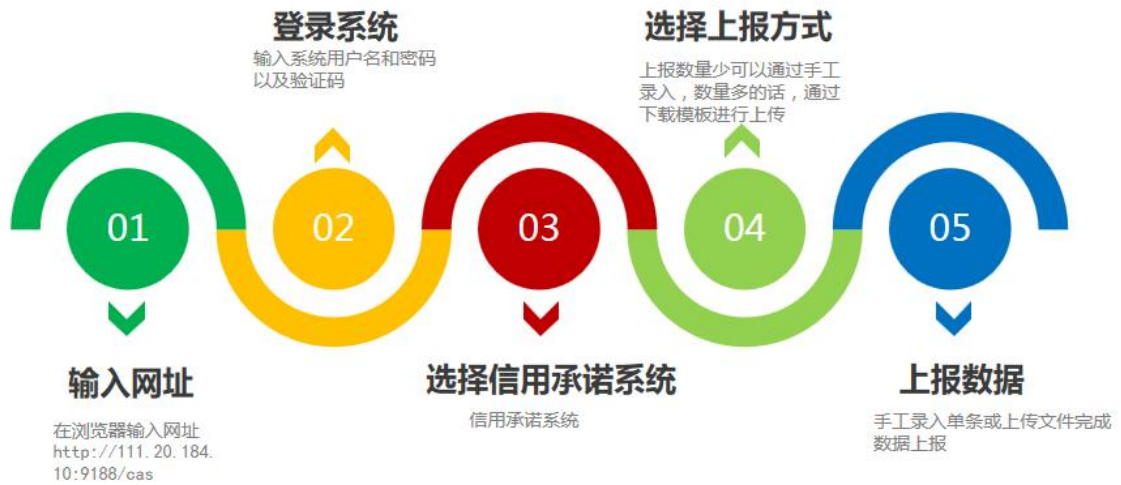 01
输入网址
在浏览器输入网址
http://111.20.184.
10:9188/cas
登录系统
输入系统用户名和密码
以及验证码
02
03
选择信用承诺系统
信用承诺系统
选择上报方式
上报数量少可以通过手工
录入，数量多的话，通过
下载模板进行上传
04
05
上报数据
手工录入单条或上传文件完成
数据上报